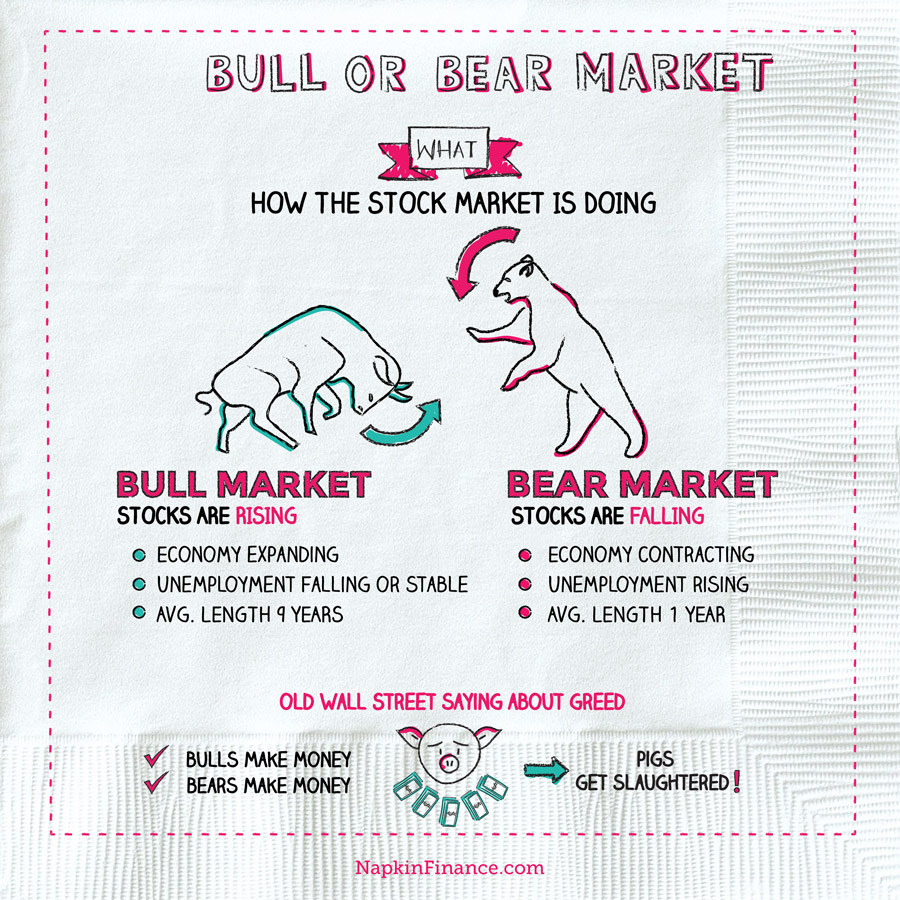 BULL OR BEAR MARKET
WHAT
HOW THE STOCK MARKET IS DOING
BULL MARKET
STOCKS ARE RISING
ECONOMY EXPANDING
UNEMPLOYMENT FALLING OR STABLE
AVG. LENGTH 9 YEARS
BEAR MARKET
STOCKS ARE FALLING
ECONOMY CONTRACTING
UNEMPLOYMENT RISING
AVG. LENGTH 1 YEAR
OLD WALL STREET SAYING ABOUT GREED
BULLS MAKE MONEY
BEARS MAKE MONEY
PIGS
GET SLAUGHTERED!
NapkinFinance.com